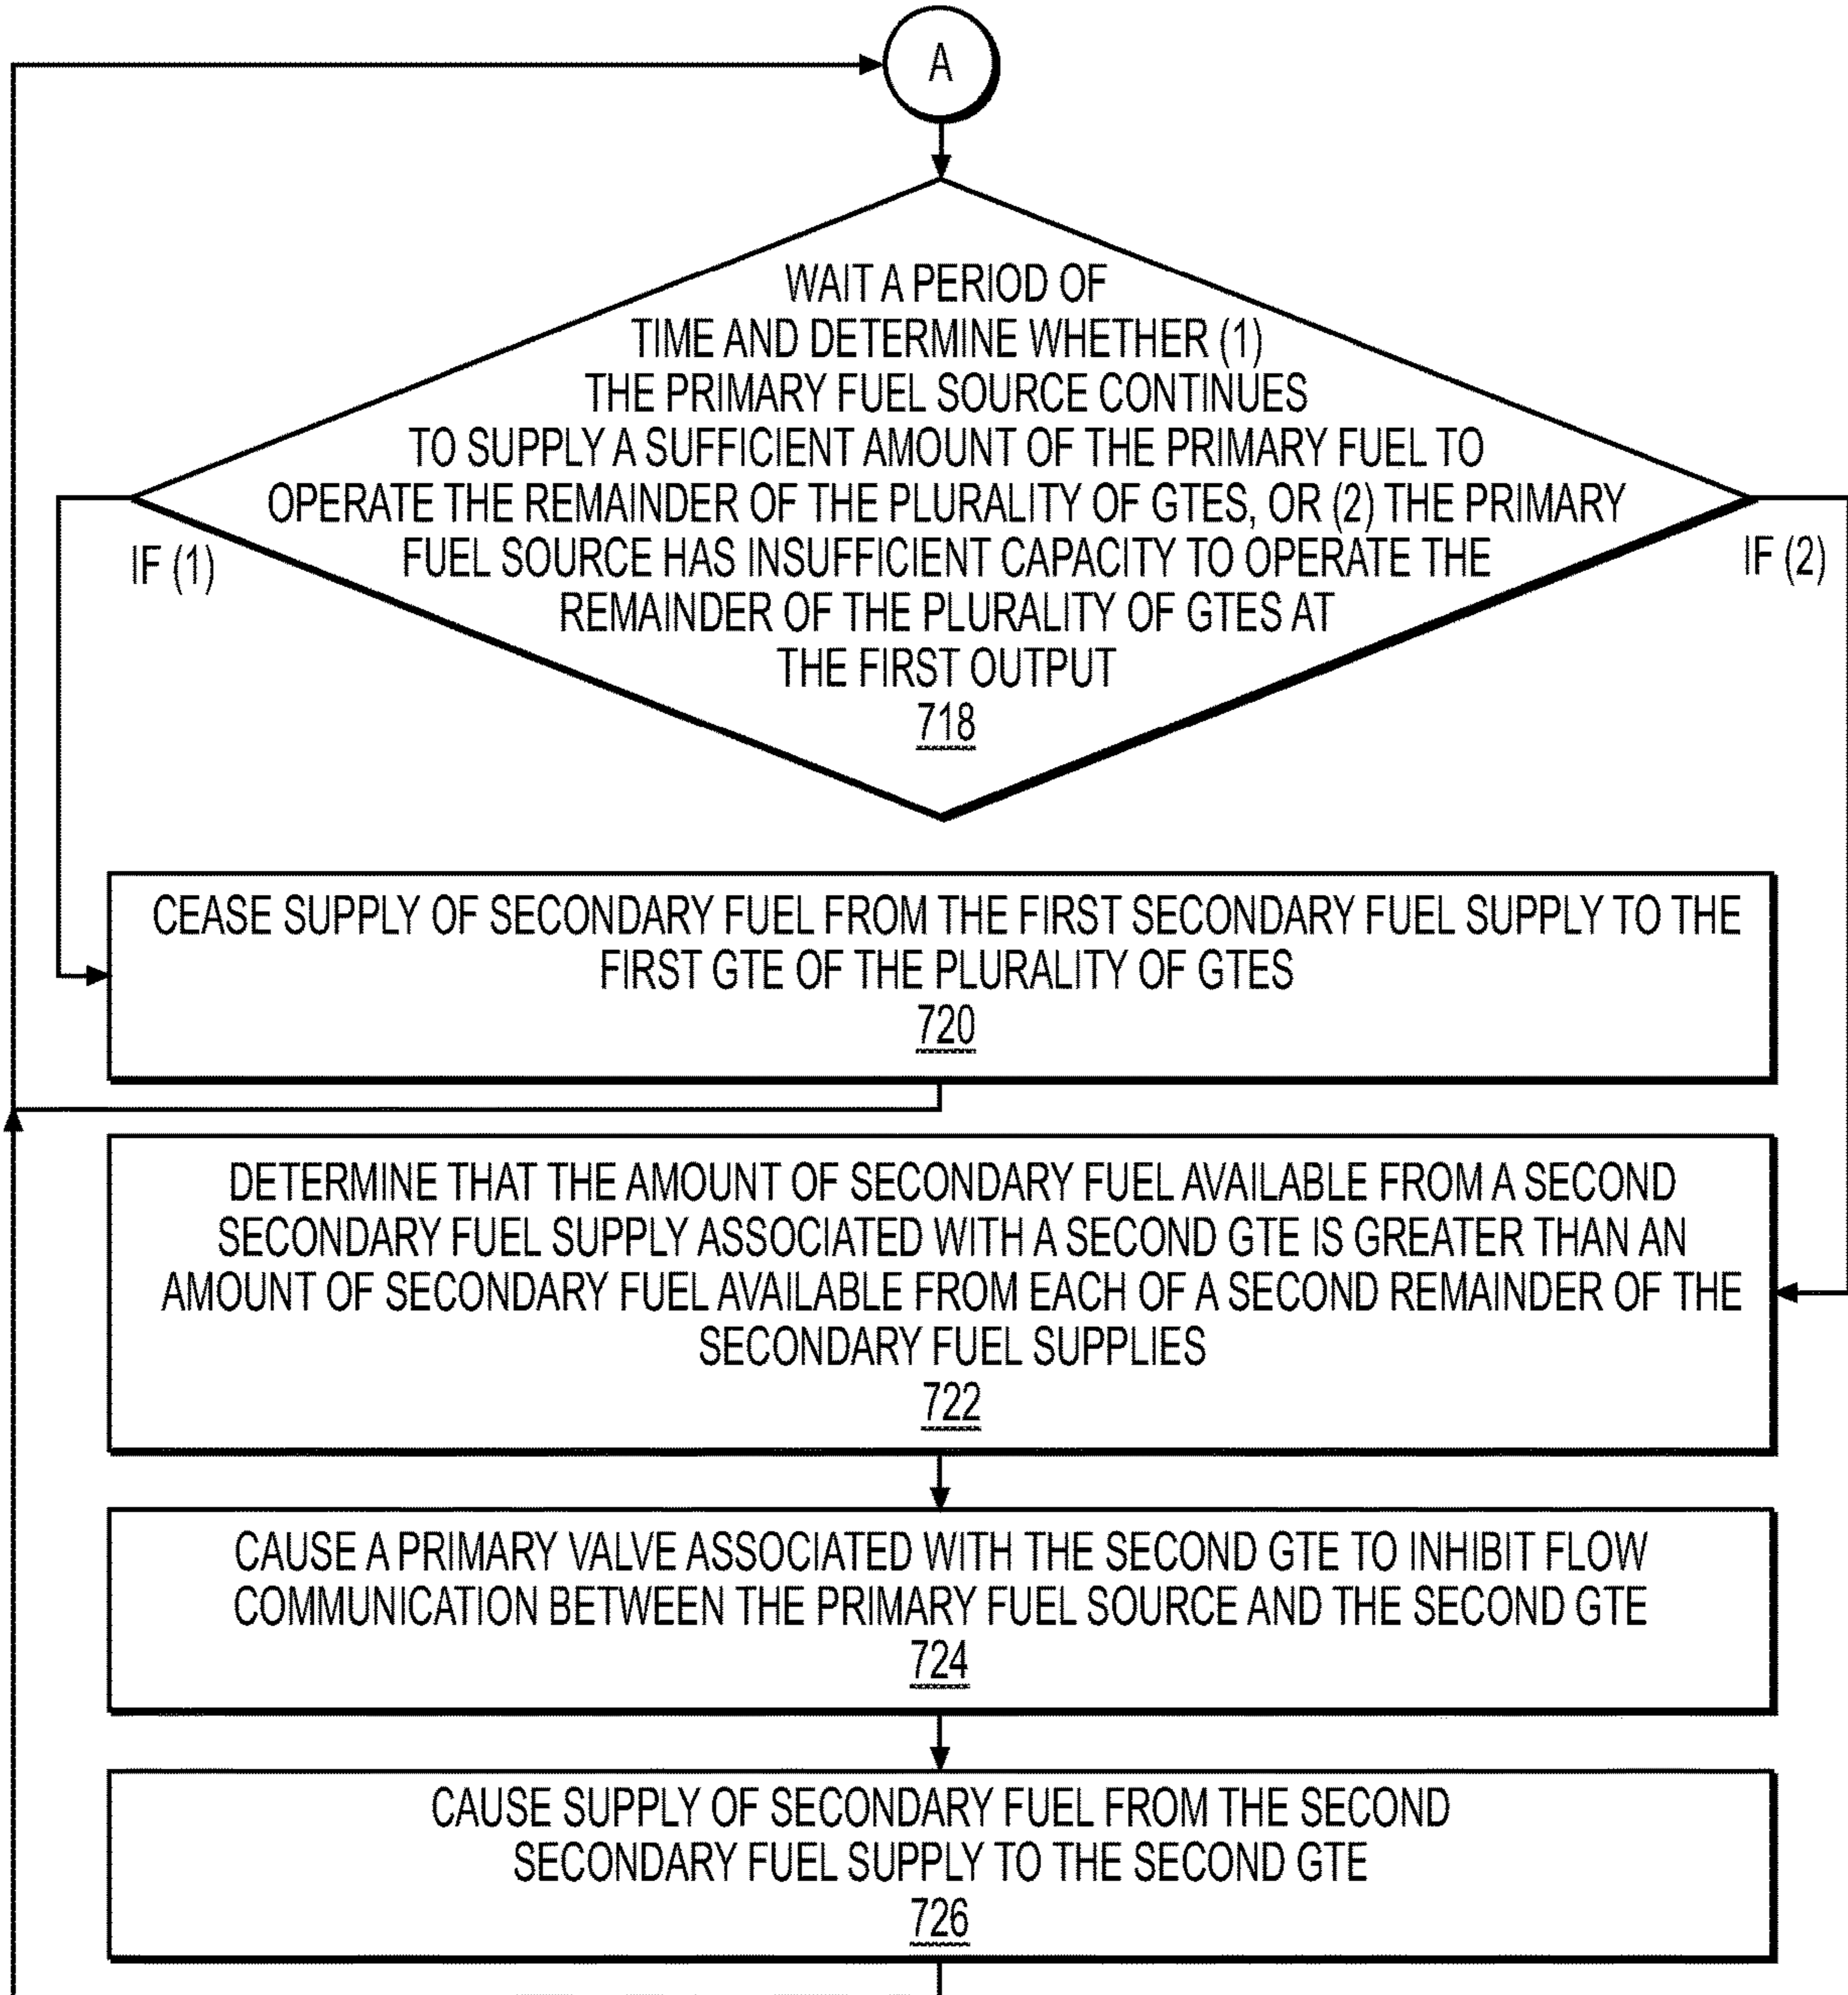 A
WAIT A PERIOD OF
TIME AND DETERMINE WHETHER (1)
THE PRIMARY FUEL SOURCE CONTINUES
TO SUPPLY A SUFFICIENT AMOUNT OF THE PRIMARY FUEL TO
OPERATE THE REMAINDER OF THE PLURALITY OF GTES, OR (2) THE PRIMARY
FUEL SOURCE HAS INSUFFICIENT CAPACITY TO OPERATE THE
REMAINDER OF THE PLURALITY OF GTES AT
THE FIRST OUTPUT
718
IF (1)
IF (2)
CEASE SUPPLY OF SECONDARY FUEL FROM THE FIRST SECONDARY FUEL SUPPLY TO THE
FIRST GTE OF THE PLURALITY OF GTES
720
DETERMINE THAT THE AMOUNT OF SECONDARY FUEL AVAILABLE FROM A SECOND
SECONDARY FUEL SUPPLY ASSOCIATED WITH A SECOND GTE IS GREATER THAN AN
AMOUNT OF SECONDARY FUEL AVAILABLE FROM EACH OF A SECOND REMAINDER OF THE
SECONDARY FUEL SUPPLIES
722
CAUSE A PRIMARY VALVE ASSOCIATED WITH THE SECOND GTE TO INHIBIT FLOW
COMMUNICATION BETWEEN THE PRIMARY FUEL SOURCE AND THE SECOND GTE
724
CAUSE SUPPLY OF SECONDARY FUEL FROM THE SECOND
SECONDARY FUEL SUPPLY TO THE SECOND GTE
726